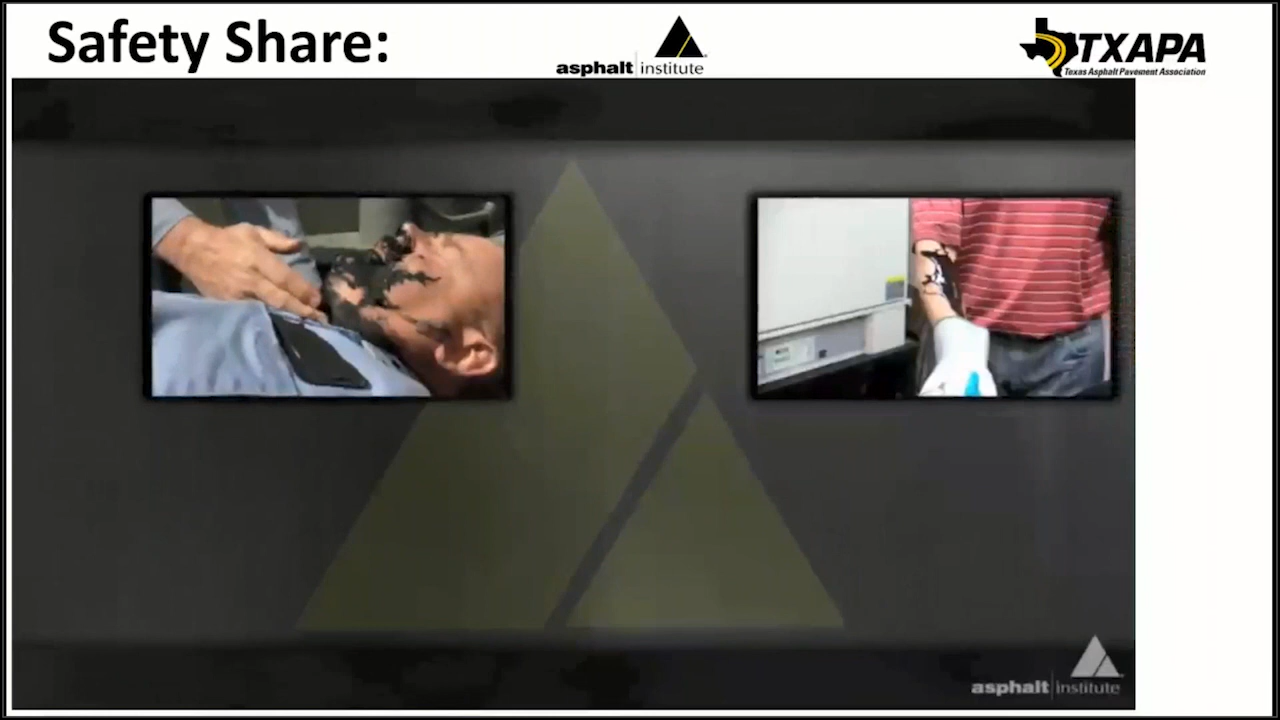 Safety Share:
asphalt institute
TXAPA
Texas Asphalt Pavement Association
asphalt institute